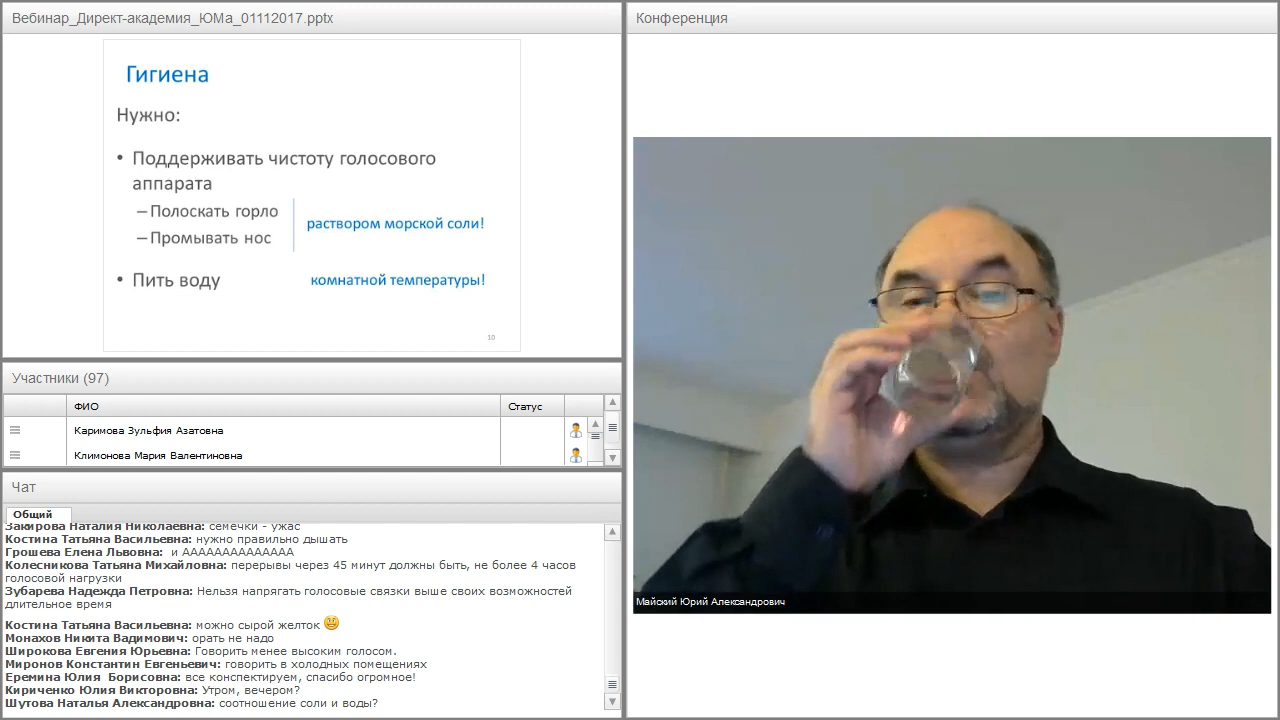 Вебинар_Директ-академия_ЮМа_01112017.pptx
Гигиена
Нужно:
• Поддерживать чистоту голосового
аппарата
–Полоскать горло
–Промывать нос
раствором морской соли!
• Пить воду
комнатной температуры!
10
Участники (97)
ФИО Статус
Каримова Зульфия Азатовна
Климонова Мария Валентиновна
Чат
Общий
Закирова Наталия Николаевна: семечки - ужас
Костина Татьяна Васильевна: нужно правильно дышать
Грошева Елена Львовна: и АААААААААААААА
Колесникова Татьяна Михайловна: перерывы через 45 минут должны быть, не более 4 часов
голосовой нагрузки
Зубарева Надежда Петровна: Нельзя напрягать голосовые связки выше своих возможностей
длительное время
Костина Татьяна Васильевна: можно сырой желток
Монахов Никита Вадимович: орать не надо
Широкова Евгения Юрьевна: Говорить менее высоким голосом.
Миронов Константин Евгеньевич: говорить в холодных помещениях
Еремина Юлия Борисовна: все конспектируем, спасибо огромное!
Кириченко Юлия Викторовна: Утром, вечером?
Шутова Наталья Александровна: соотношение соли и воды?
Конференция
Майский Юрий Александрович